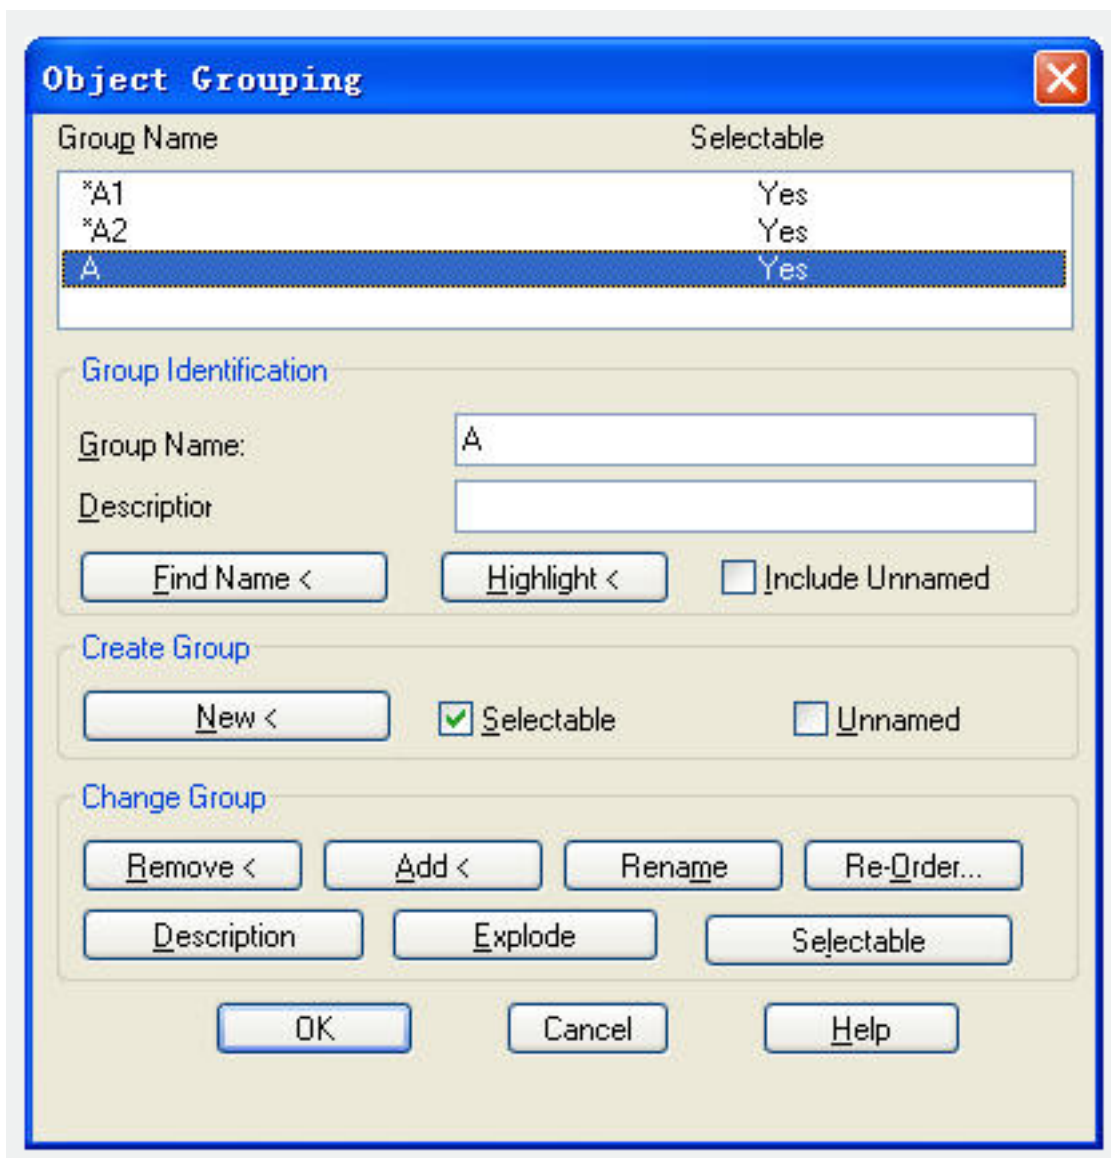 Object Grouping
Group Name Selectable
*A1 Yes
*A2 Yes
A Yes
Group Identification
Group Name: A
Description
Find Name < Highlight < Include Unnamed
Create Group
New < Selectable Unnamed
Change Group
Remove < Add < Rename Re-Order...
Description Explode Selectable
OK Cancel Help